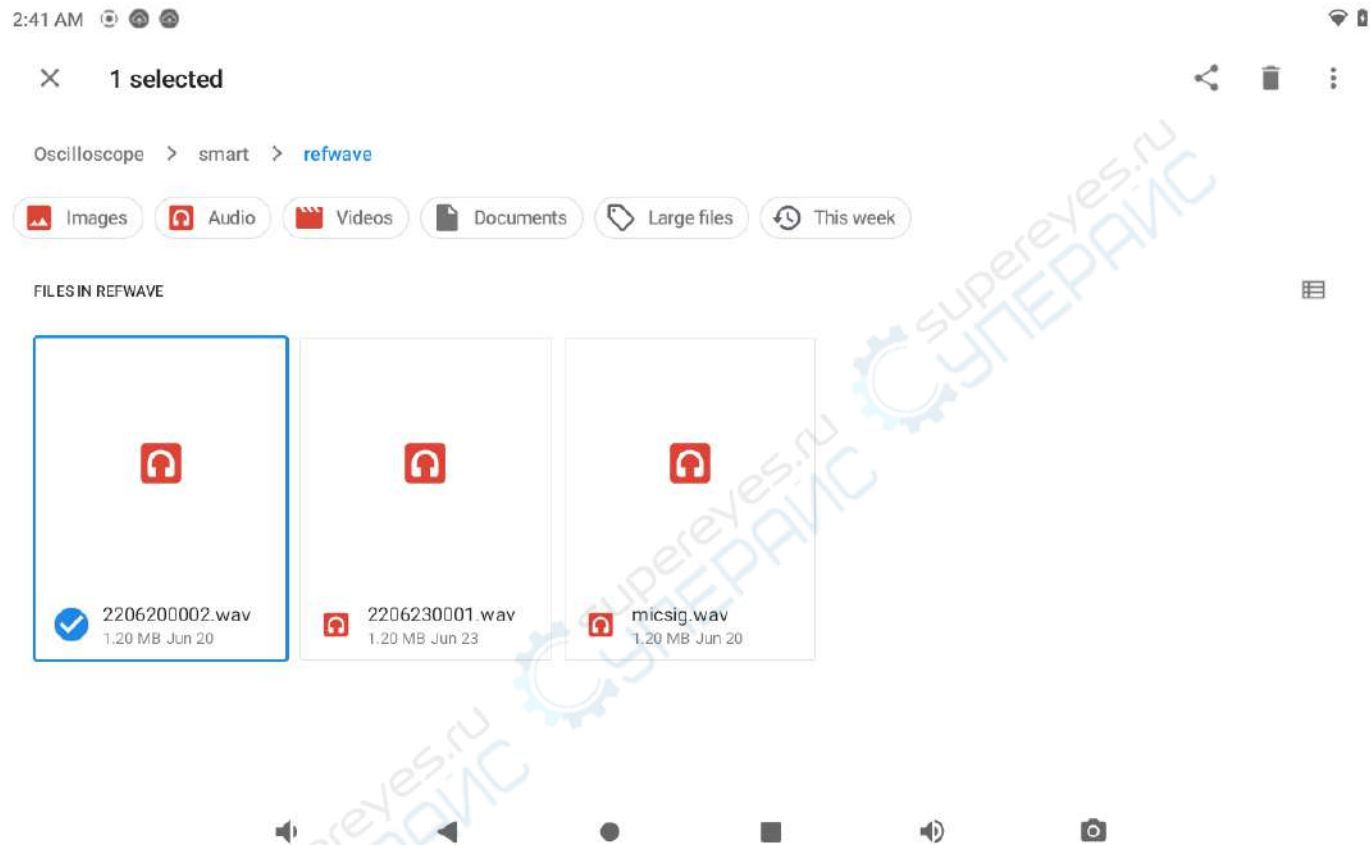 2:41 AM
1 selected
Oscilloscope > smart > refwave
Images Audio Videos Documents Large files This week
FILES IN REFWAVE
2206200002.wav 2206230001.wav micsig.wav
1.20 MB Jun 20 1.20 MB Jun 23 1.20 MB Jun 20
supereyes.ru
СУПЕРАЙС
supereyes.ru
СУПЕРАЙС
ereyes.ru